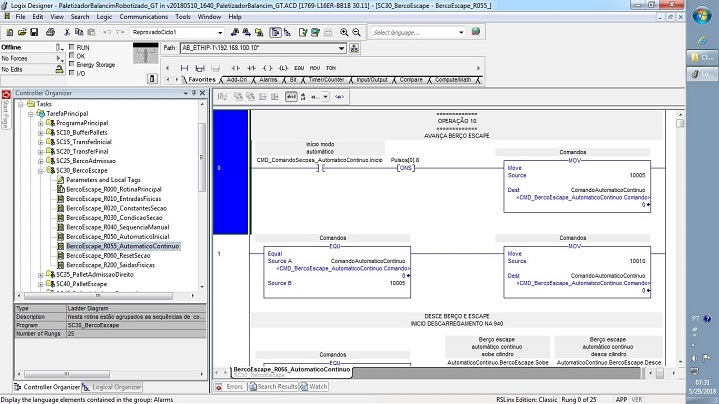 Logix Designer - PaletizadorBalancimRobotizado_GT in v20180510_1640_PaletizadorBalancim_GT.ACD [1769-L16ER-BB1B 30.11] - [SC30_BercoEscape - BercoEscape_R055_]
File Edit View Search Logic Communications Tools Window Help
ReprovadoCiclo1
Select language...
Offline
RUN
No Forces
OK
Energy Storage
No Edits
I/O
Path: AB_ETHIP-1\192.168.100.10*
EQU MOV TON
Favorites Add-On Alarms Bit Timer/Counter Input/Output Compare Compute/Math
Start Page
Controller Organizer
Tasks
TarefaPrincipal
ProgramaPrincipal
SC10_BufferPallets
SC15_TransferInicial
SC20_TransferFinal
SC25_BercoAdmissao
SC30_BercoEscape
Parameters and Local Tags
BercoEscape_R000_RotinaPrincipal
BercoEscape_R010_EntradasFisicas
BercoEscape_R020_ConstantesSecao
BercoEscape_R030_CondicaoSecao
BercoEscape_R040_SequenciaManual
BercoEscape_R050_AutomaticoInicial
BercoEscape_R055_AutomaticoContinuo
BercoEscape_R060_ResetSecao
BercoEscape_R200_SaidasFisicas
SC35_PalletAdmissaoDireito
SC40_PalletEscape
Type Ladder Diagram
Description Nesta rotina estão agrupados as sequências de co...
Program SC30_BercoEscape
Number of Rungs 25
Controller Organizer Logical Organizer
=============
OPERAÇÃO 10
=============
AVANÇA BERÇO ESCAPE
inicio modo
automático
CMD_ComandoSecoes_AutomaticoContinuo.Inicio
Pulsos[0].8
ONS
0
Comandos
MOV
Move
Source 10005
Dest ComandoAutomaticoContinuo
<CMD_BercoEscape_AutomaticoContinuo.Comando>
0
1
Comandos
EQU
Equal
Source A ComandoAutomaticoContinuo
<CMD_BercoEscape_AutomaticoContinuo.Comando>
0
Source B 10005
Comandos
MOV
Move
Source 10010
Dest ComandoAutomaticoContinuo
<CMD_BercoEscape_AutomaticoContinuo.Comando>
0
DESCE BERÇO E ESCAPE
INICIO DESCARREGAMENTO NA 940
Comandos
EQU
Berço escape
automático continuo
sobe cilindro
AutomaticoContinuo.BercoEscape.Sobe
Berço escape
automático continuo
desce cilindro
AutomaticoContinuo.BercoEscape.Desce
BercoEscape_R055_AutomaticoContinuo
SC30_BercoEscape
Errors Search Results Watch
Display the language elements contained in the group: Alarms
RSLinx Edition: Classic Rung 0 of 25 APP VER
PT
07:31
5/29/2018